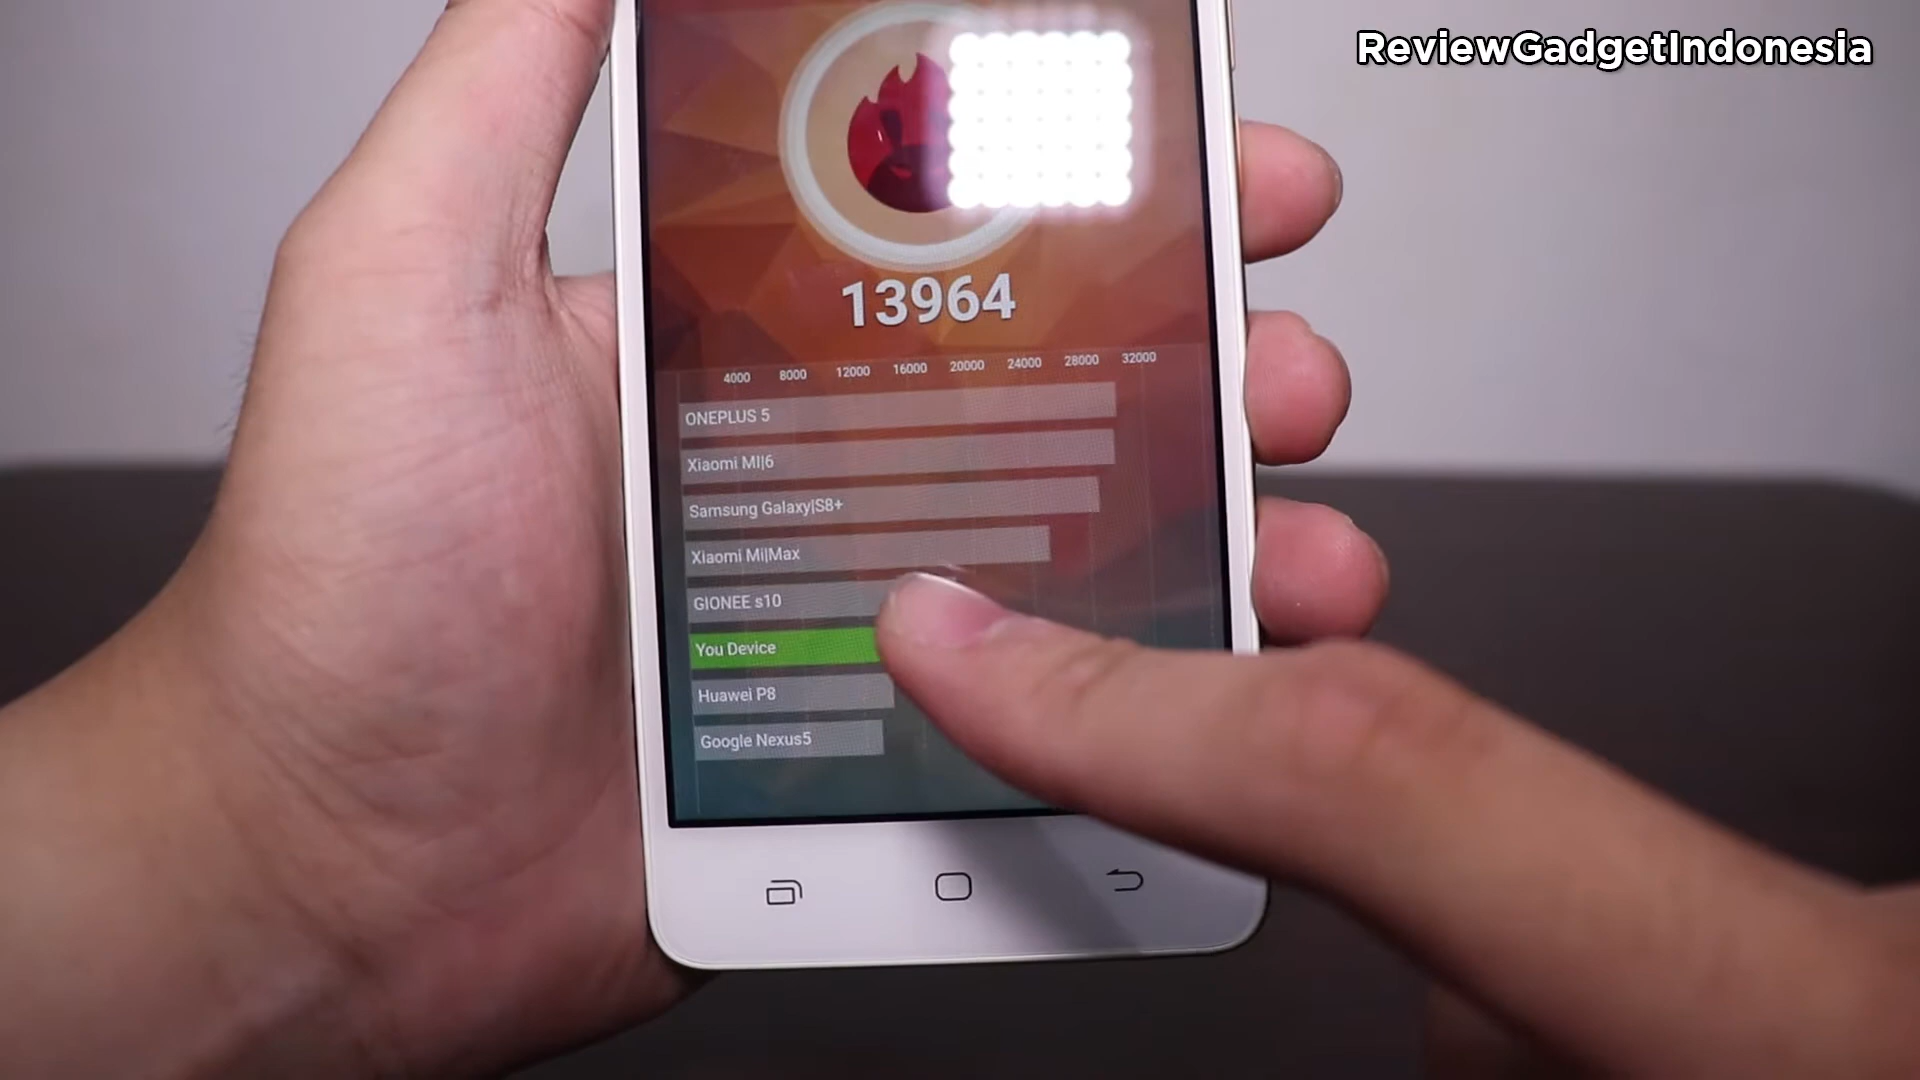 ReviewGadgetIndonesia
13964
4000 8000 12000 16000 20000 24000 28000 32000
ONEPLUS 5
Xiaomi MI|6
Samsung Galaxy|S8+
Xiaomi Mi|Max
GIONEE s10
You Device
Huawei P8
Google Nexus5